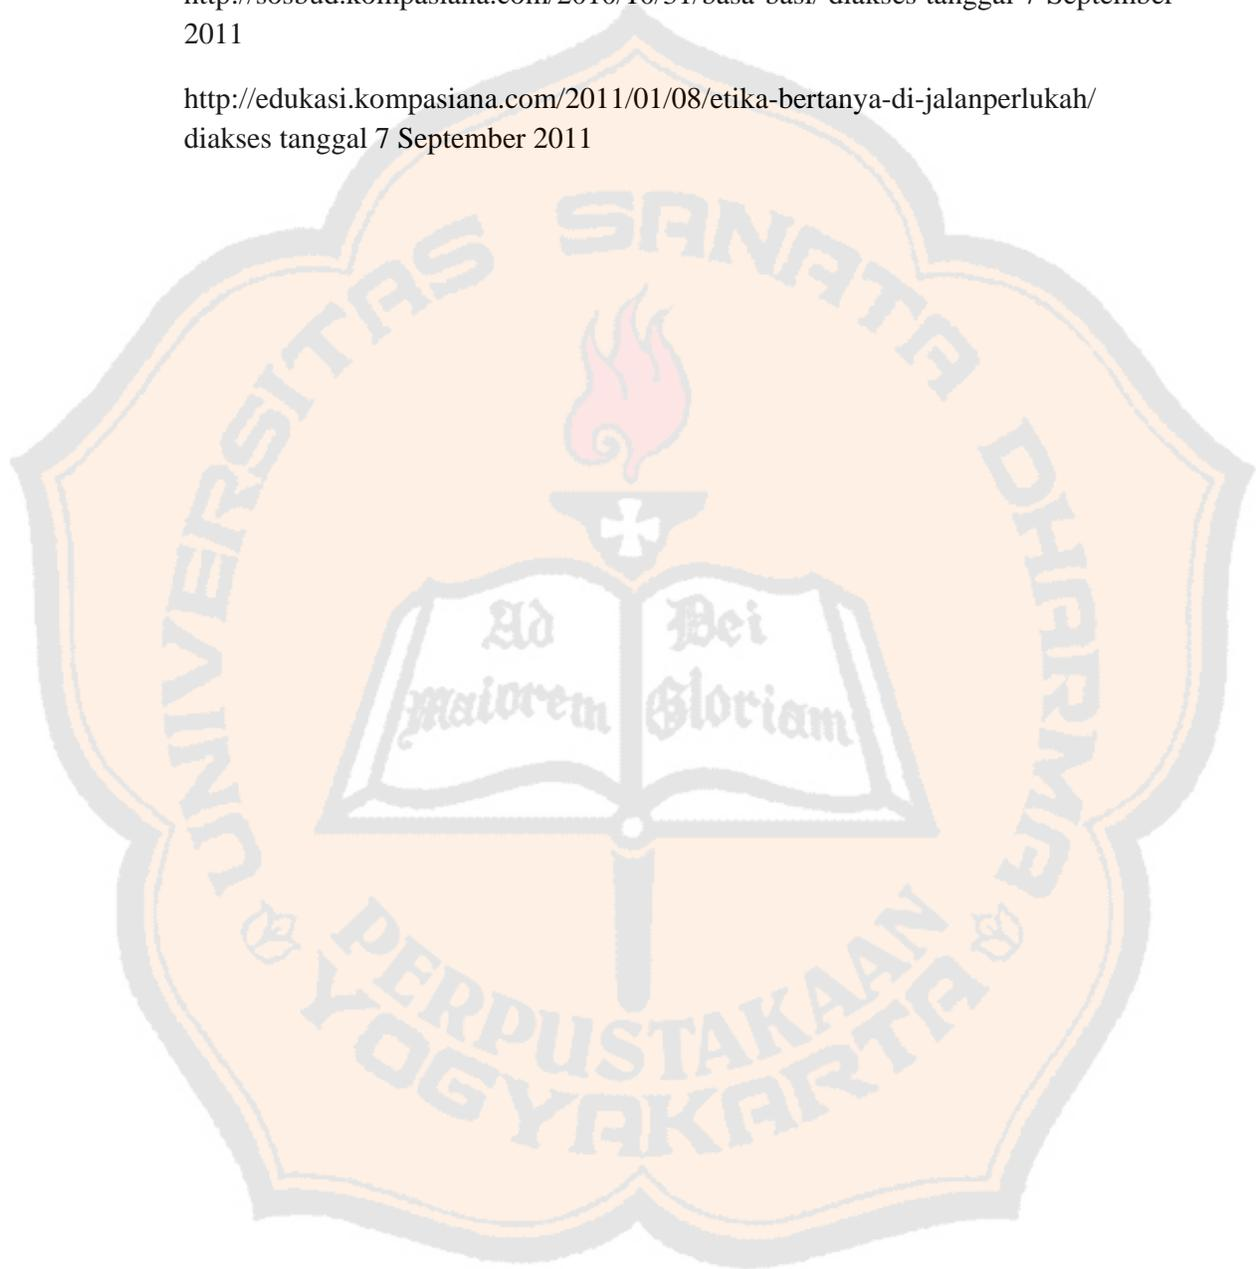 http://sosbud.kompasiana.com/2010/10/31/basa-basi/ diakses tanggal 7 September
2011
http://edukasi.kompasiana.com/2011/01/08/etika-bertanya-di-jalanperlukah/
diakses tanggal 7 September 2011
UNIVERSITAS SANATA DHARMA
Ad Dei
maiorem Gloriam
PERPUSTAKAAN
YOGYAKARTA